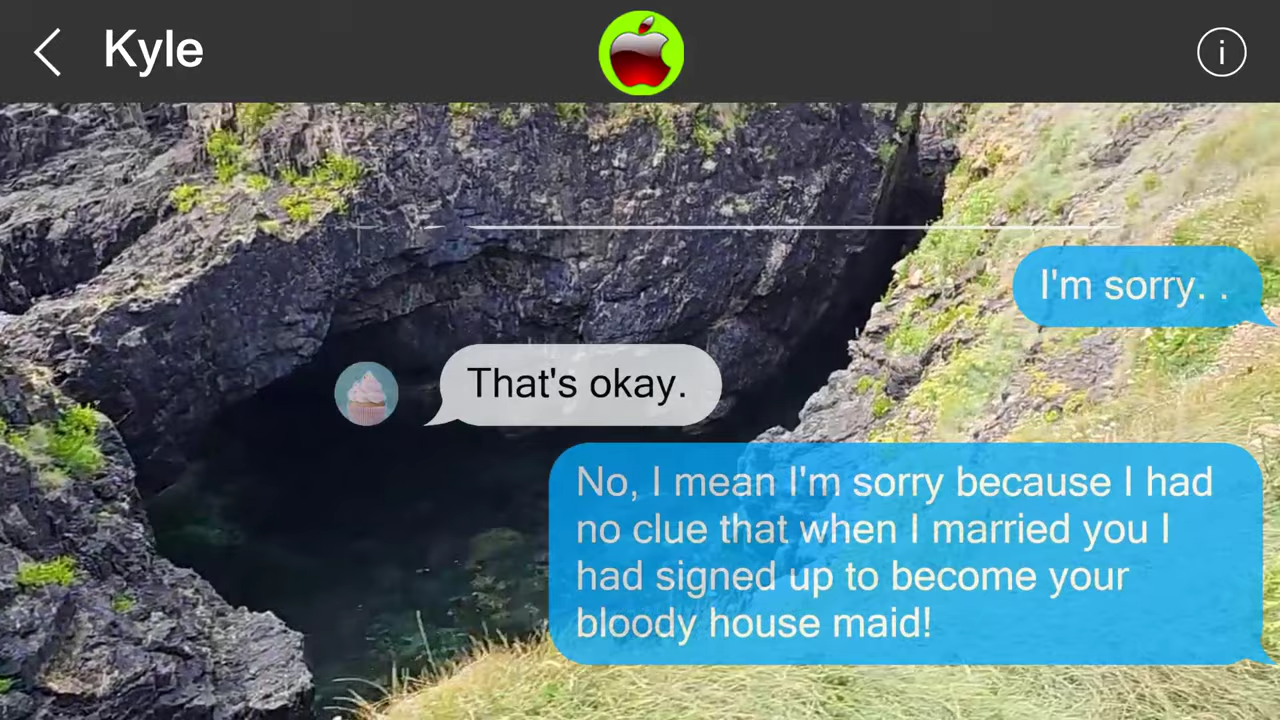 Kyle
i
I'm sorry. .
That's okay.
No, I mean I'm sorry because I had
no clue that when I married you I
had signed up to become your
bloody house maid!